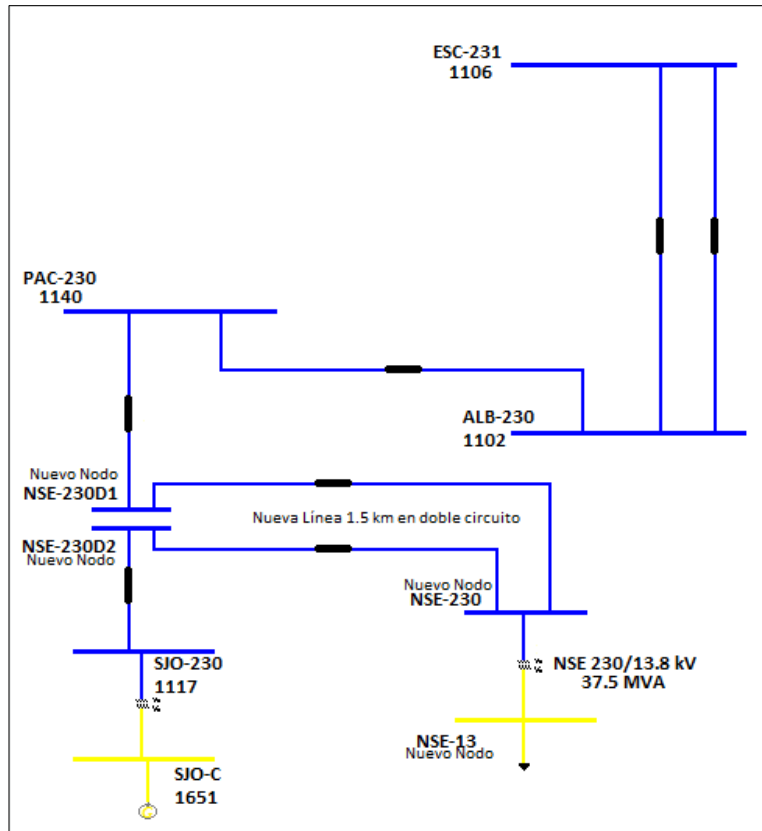 ESC-231
1106
PAC-230
1140
ALB-230
1102
Nuevo Nodo
NSE-230D1
Nueva Línea 1.5 km en doble circuito
NSE-230D2
Nuevo Nodo
Nuevo Nodo
NSE-230
SJO-230
1117
NSE 230/13.8 kV
37.5 MVA
NSE-13
Nuevo Nodo
SJO-C
1651